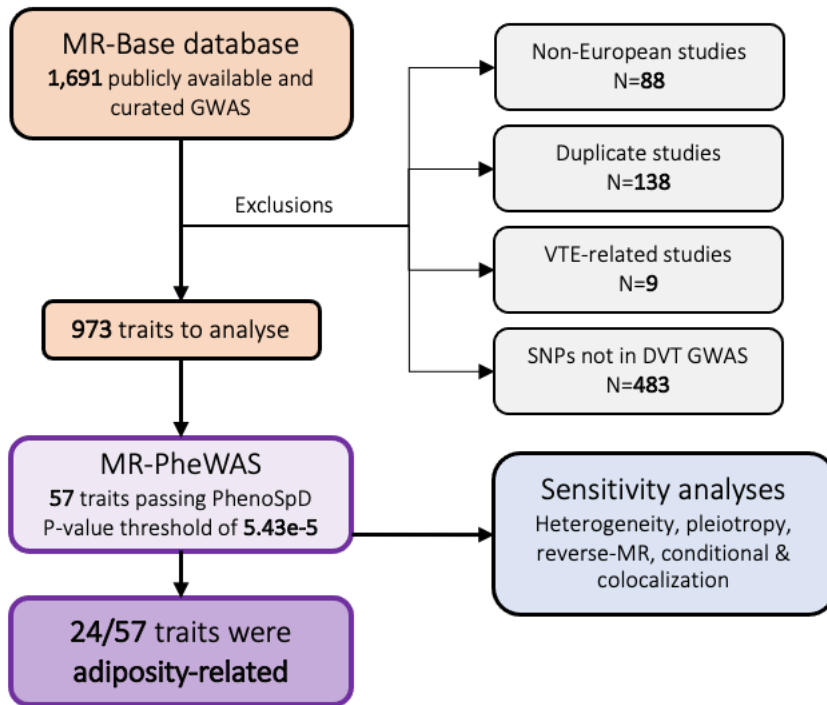 MR-Base database
1,691 publicly available and
curated GWAS
Non-European studies
N=88
Duplicate studies
N=138
Exclusions
VTE-related studies
N=9
973 traits to analyse
SNPs not in DVT GWAS
N=483
MR-PheWAS
57 traits passing PhenoSpD
P-value threshold of 5.43e-5
Sensitivity analyses
Heterogeneity, pleiotropy,
reverse-MR, conditional &
colocalization
24/57 traits were
adiposity-related